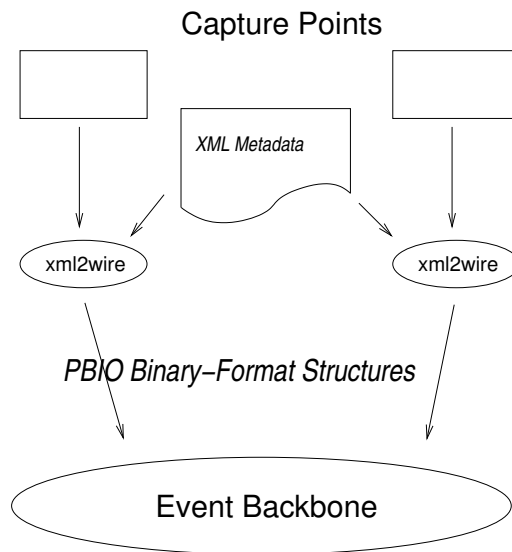 Capture Points
XML Metadata
xml2wire
xml2wire
PBIO Binary–Format Structures
Event Backbone